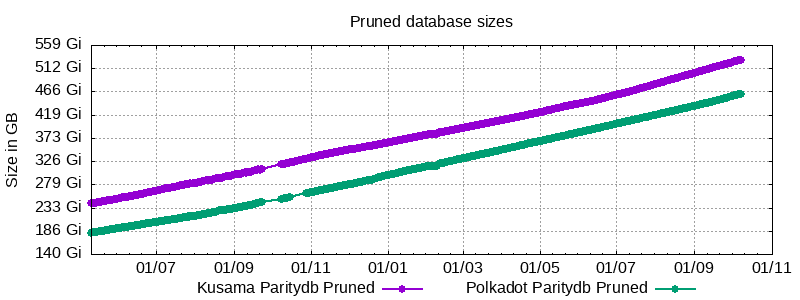 Pruned database sizes
559 Gi
512 Gi
466 Gi
419 Gi
373 Gi
326 Gi
279 Gi
233 Gi
186 Gi
140 Gi
Size in GB
01/07 01/09 01/11 01/01 01/03 01/05 01/07 01/09 01/11
Kusama Paritydb Pruned Polkadot Paritydb Pruned